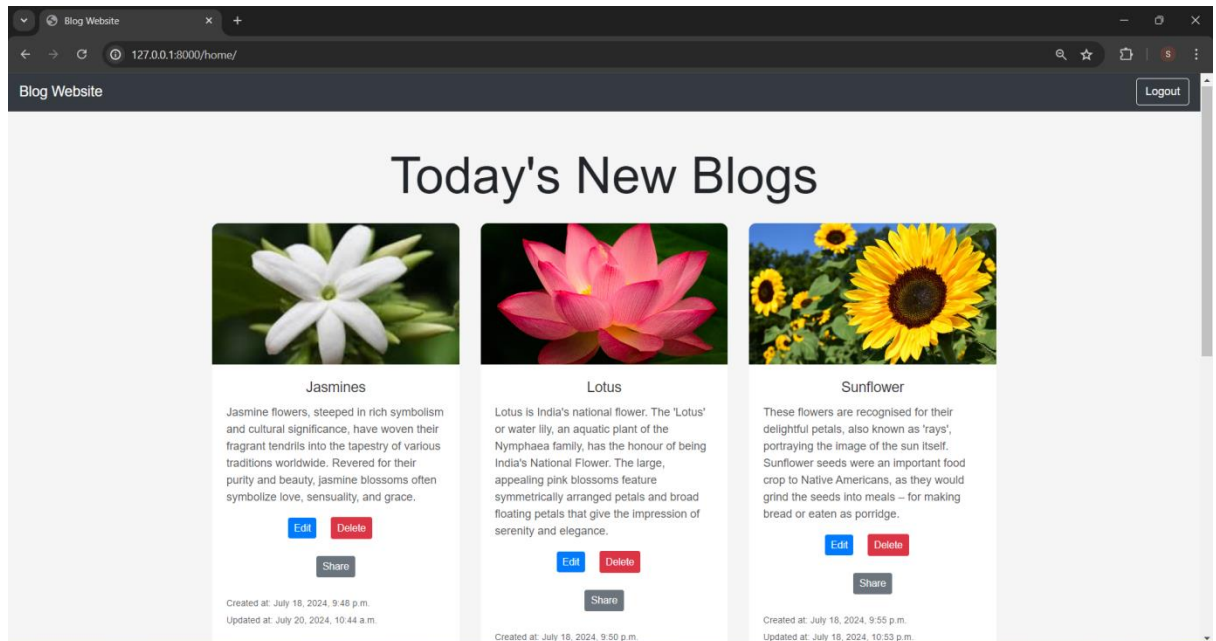 Blog Website
127.0.0.1:8000/home/
S
Blog Website
Logout
Today's New Blogs
Jasmines
Jasmine flowers, steeped in rich symbolism
and cultural significance, have woven their
fragrant tendrils into the tapestry of various
traditions worldwide. Revered for their
purity and beauty, jasmine blossoms often
symbolize love, sensuality, and grace.
Edit Delete
Share
Created at: July 18, 2024, 9:48 p.m.
Updated at: July 20, 2024, 10:44 a.m.
Lotus
Lotus is India's national flower. The 'Lotus'
or water lily, an aquatic plant of the
Nymphaea family, has the honour of being
India's National Flower. The large,
appealing pink blossoms feature
symmetrically arranged petals and broad
floating petals that give the impression of
serenity and elegance.
Edit Delete
Share
Created at: July 18, 2024, 9:50 p.m.
Sunflower
These flowers are recognised for their
delightful petals, also known as 'rays',
portraying the image of the sun itself.
Sunflower seeds were an important food
crop to Native Americans, as they would
grind the seeds into meals – for making
bread or eaten as porridge.
Edit Delete
Share
Created at: July 18, 2024, 9:55 p.m.
Updated at: July 18, 2024, 10:53 p.m.